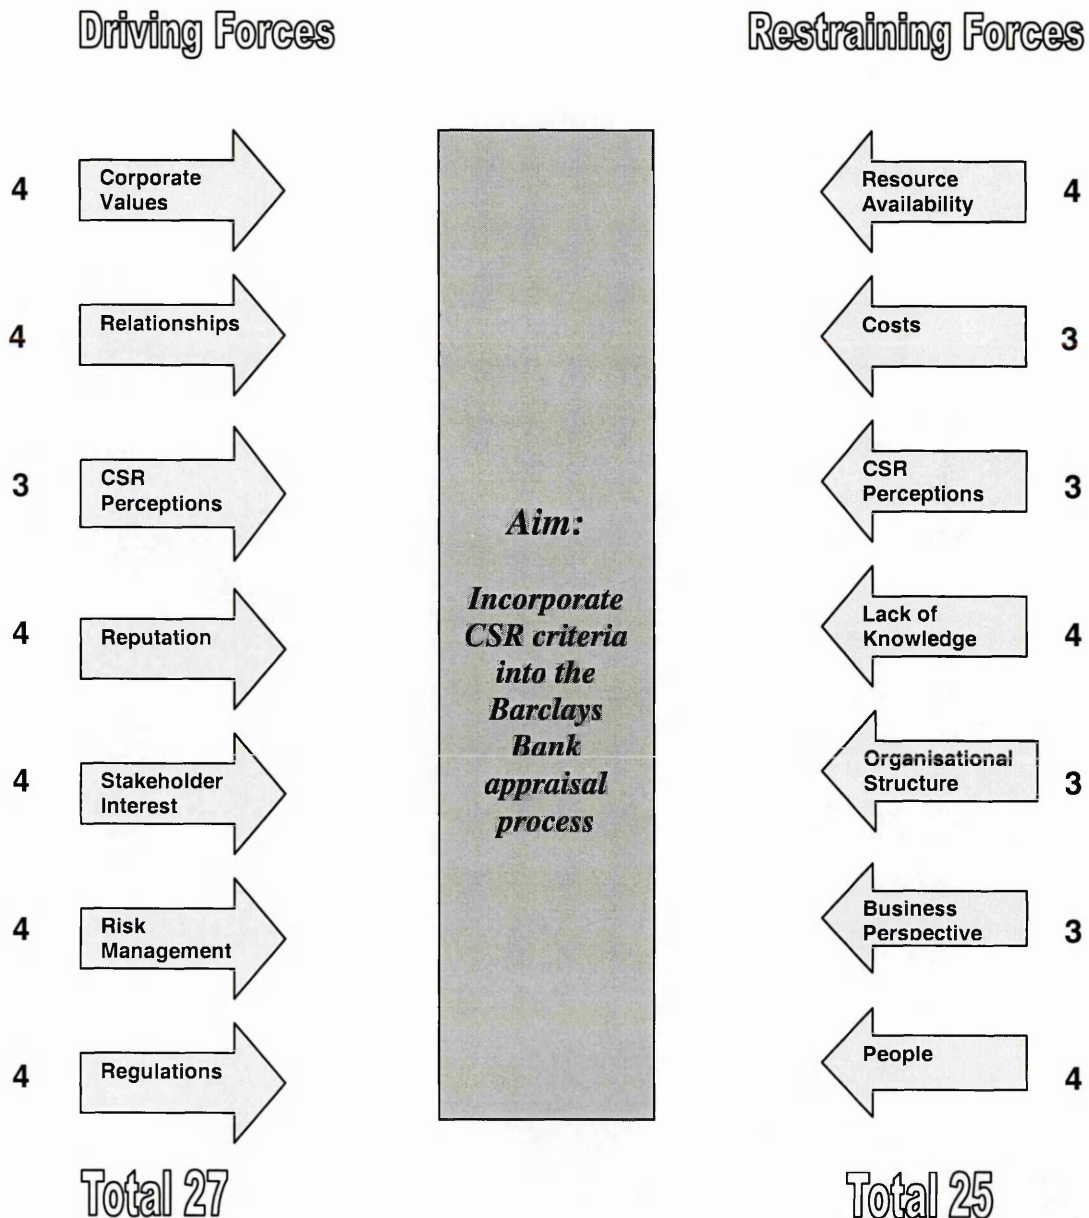 Driving Forces
Restraining Forces
4
Corporate
Values
4
Relationships
3
CSR
Perceptions
4
Reputation
4
Stakeholder
Interest
4
Risk
Management
4
Regulations
Total 27
Aim:
Incorporate
CSR criteria
into the
Barclays
Bank
appraisal
process
Resource
Availability
4
Costs
3
CSR
Perceptions
3
Lack of
Knowledge
4
Organisational
Structure
3
Business
Perspective
3
People
4
Total 25